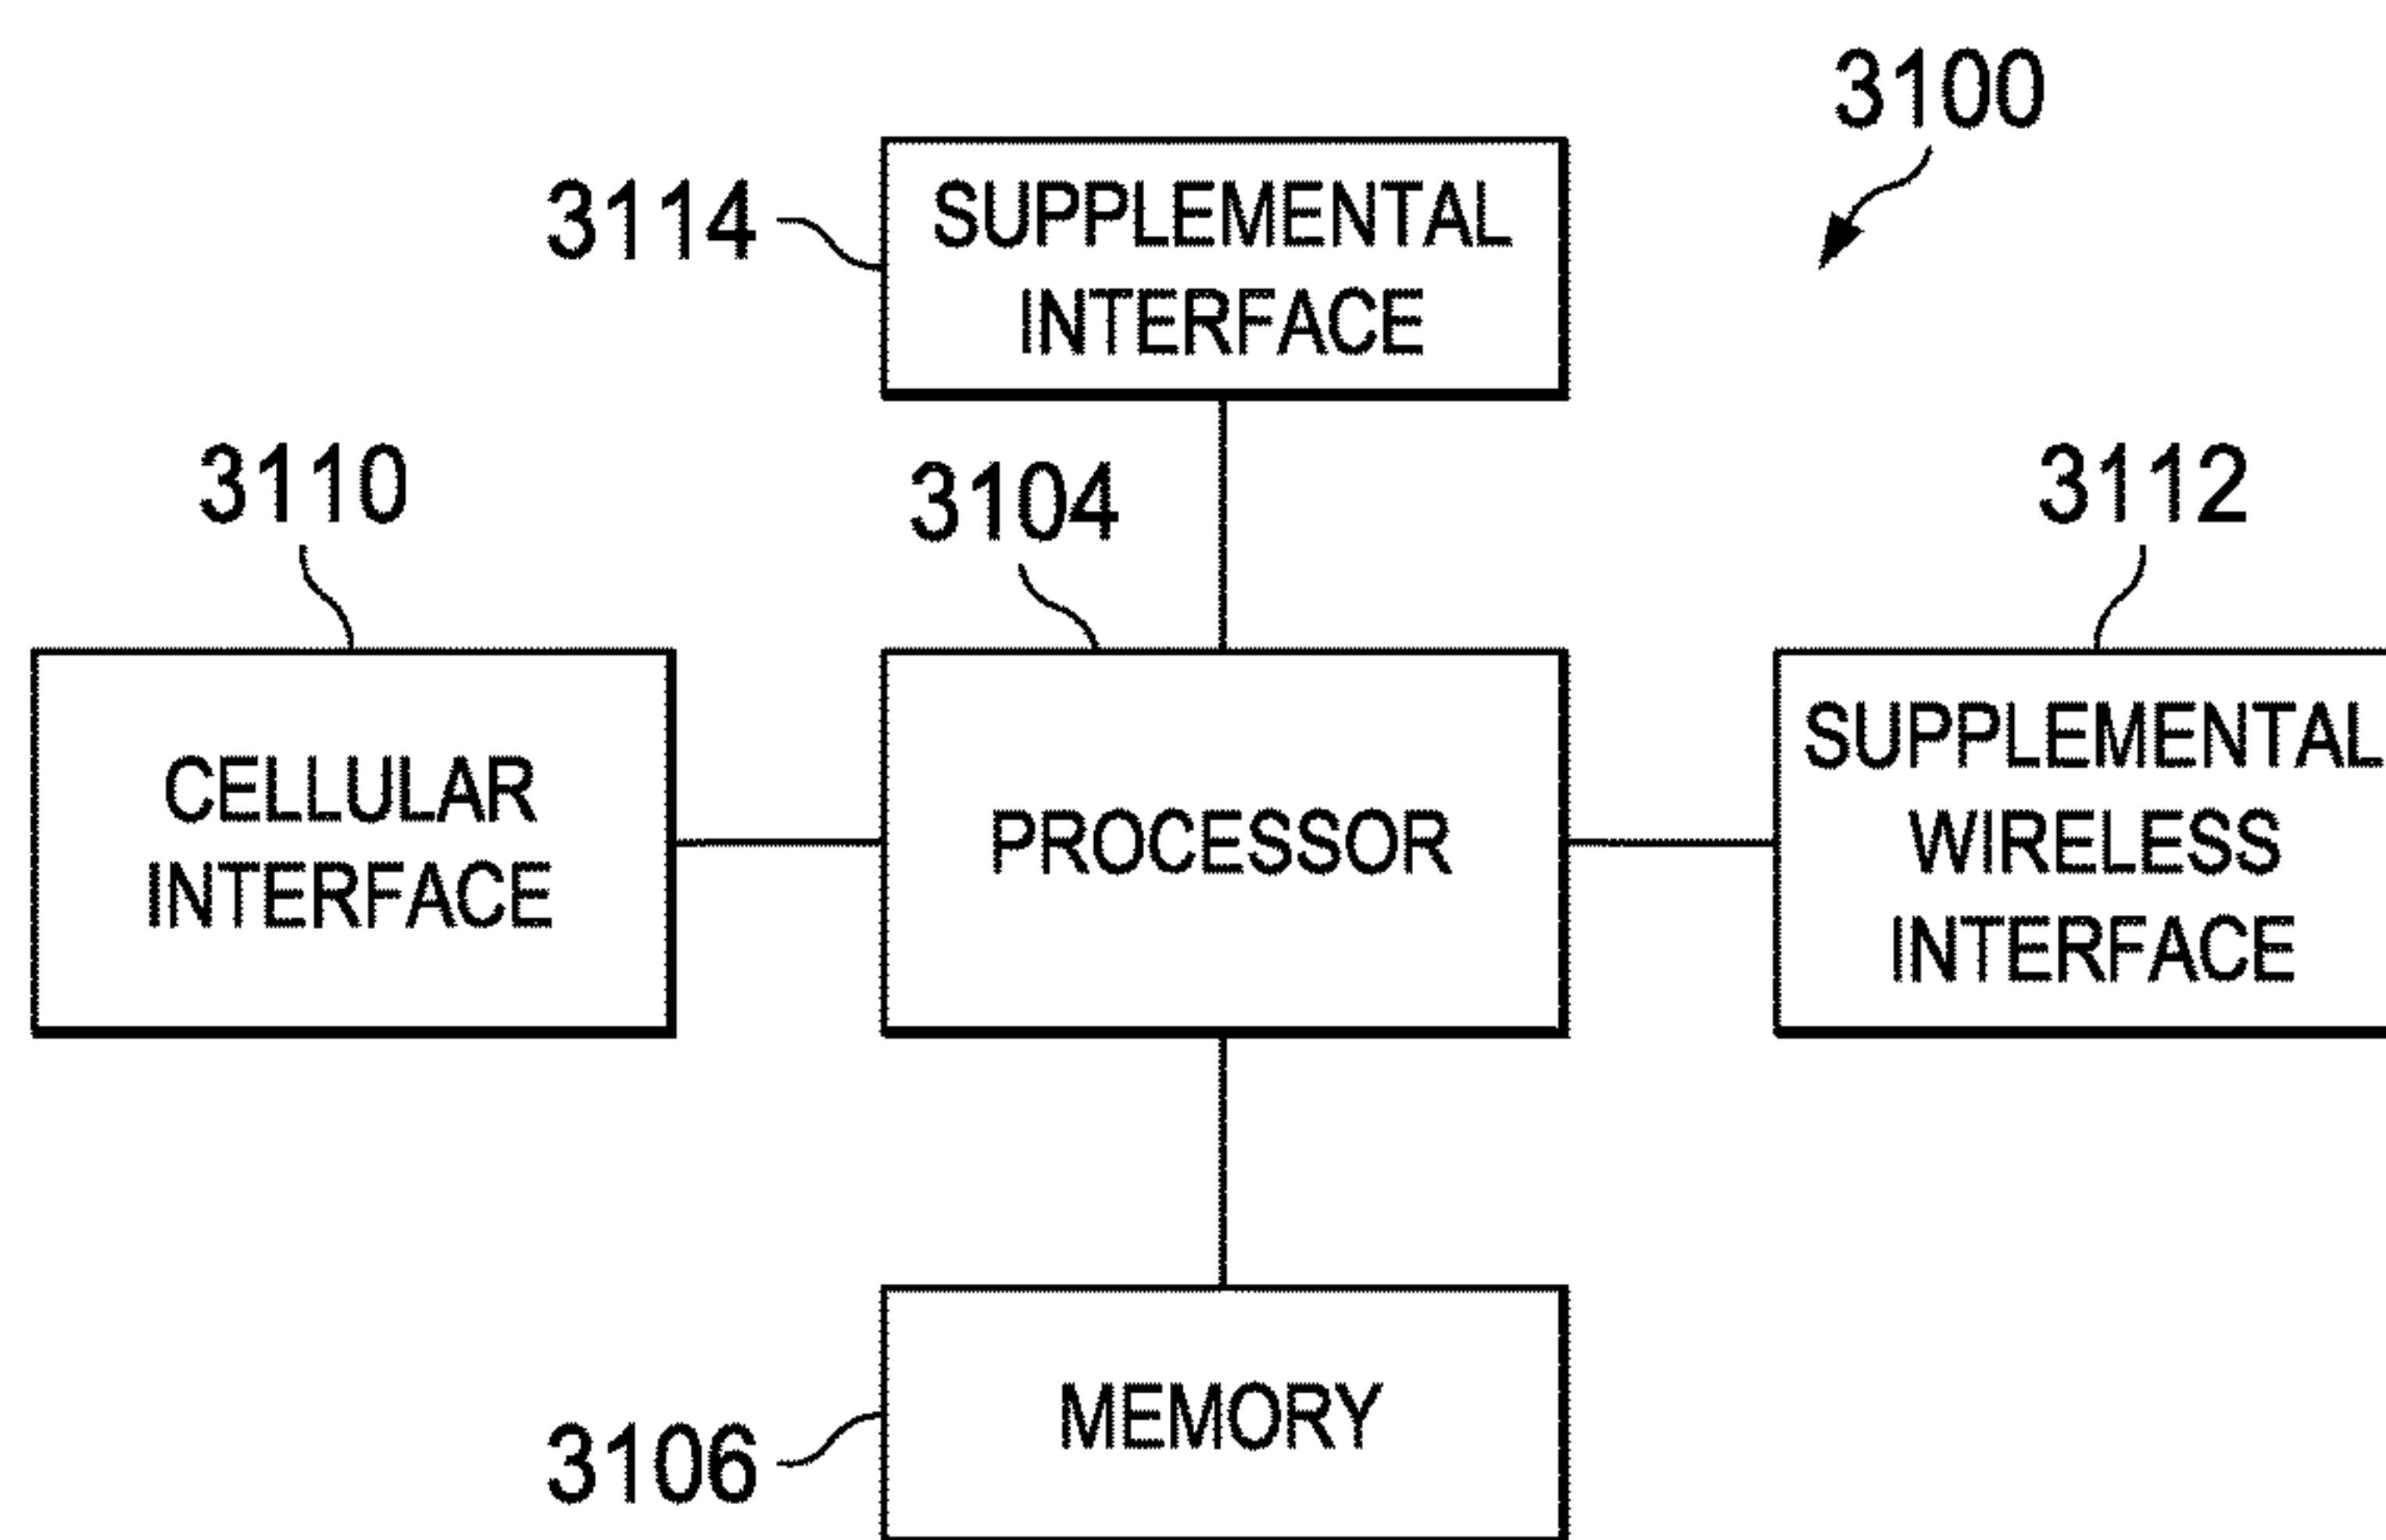 3100
3114
SUPPLEMENTAL
INTERFACE
3110
3104
3112
CELLULAR
INTERFACE
PROCESSOR
SUPPLEMENTAL
WIRELESS
INTERFACE
3106
MEMORY